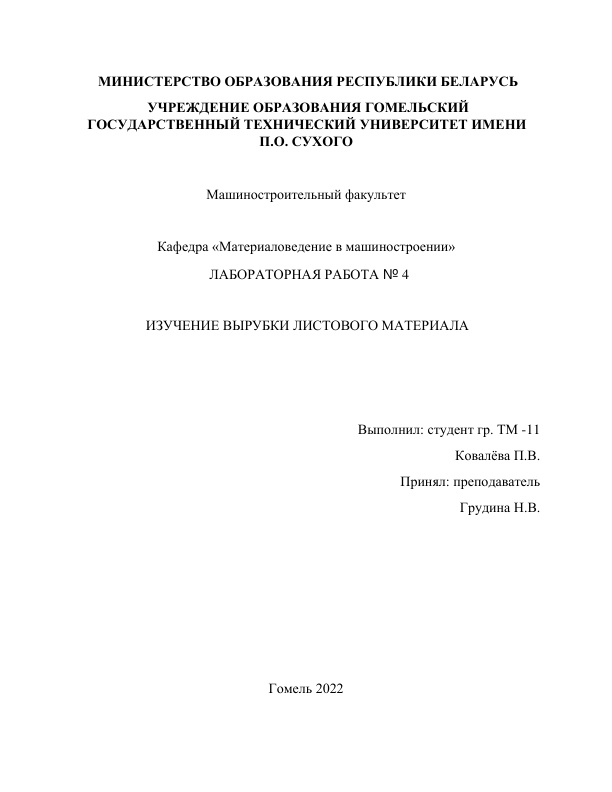 МИНИСТЕРСТВО ОБРАЗОВАНИЯ РЕСПУБЛИКИ БЕЛАРУСЬ
УЧРЕЖДЕНИЕ ОБРАЗОВАНИЯ ГОМЕЛЬСКИЙ
ГОСУДАРСТВЕННЫЙ ТЕХНИЧЕСКИЙ УНИВЕРСИТЕТ ИМЕНИ
П.О. СУХОГО
Машиностроительный факультет
Кафедра «Материаловедение в машиностроении»
ЛАБОРАТОРНАЯ РАБОТА № 4
ИЗУЧЕНИЕ ВЫРУБКИ ЛИСТОВОГО МАТЕРИАЛА
Выполнил: студент гр. ТМ -11
Ковалёва П.В.
Принял: преподаватель
Грудина Н.В.
Гомель 2022